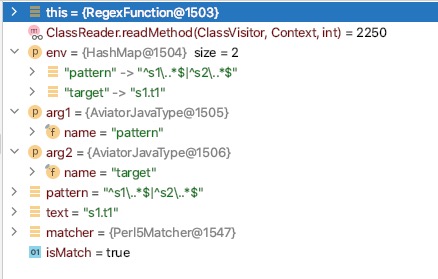 this = {RegexFunction@1503}
ClassReader.readMethod(ClassVisitor, Context, int) = 2250
env = {HashMap@1504} size = 2
"pattern" -> "^s1\..*$|^s2\..*$"
"target" -> "s1.t1"
arg1 = {AviatorJavaType@1505}
name = "pattern"
arg2 = {AviatorJavaType@1506}
name = "target"
pattern = "^s1\..*$|^s2\..*$"
text = "s1.t1"
matcher = {Perl5Matcher@1547}
isMatch = true